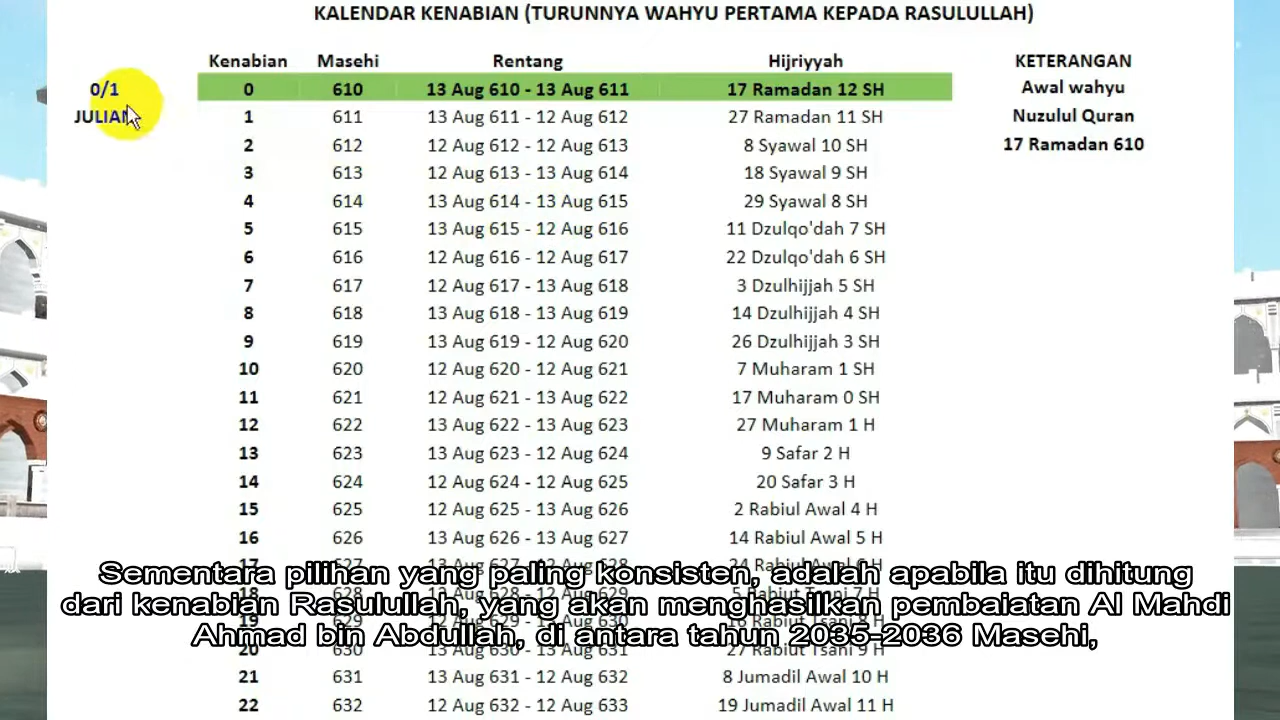 KALENDAR KENABIAN (TURUNNYA WAHYU PERTAMA KEPADA RASULULLAH)
Kenabian Masehi Rentang Hijriyyah KETERANGAN
0/1 0 610 13 Aug 610 - 13 Aug 611 17 Ramadan 12 SH Awal wahyu
JULIAN 1 611 13 Aug 611 - 12 Aug 612 27 Ramadan 11 SH Nuzulul Quran
2 612 12 Aug 612 - 12 Aug 613 8 Syawal 10 SH 17 Ramadan 610
3 613 12 Aug 613 - 13 Aug 614 18 Syawal 9 SH
4 614 13 Aug 614 - 13 Aug 615 29 Syawal 8 SH
5 615 13 Aug 615 - 12 Aug 616 11 Dzulqo'dah 7 SH
6 616 12 Aug 616 - 12 Aug 617 22 Dzulqo'dah 6 SH
7 617 12 Aug 617 - 13 Aug 618 3 Dzulhijjah 5 SH
8 618 13 Aug 618 - 13 Aug 619 14 Dzulhijjah 4 SH
9 619 13 Aug 619 - 12 Aug 620 26 Dzulhijjah 3 SH
10 620 12 Aug 620 - 12 Aug 621 7 Muharam 1 SH
11 621 12 Aug 621 - 13 Aug 622 17 Muharam 0 SH
12 622 13 Aug 622 - 13 Aug 623 27 Muharam 1 H
13 623 13 Aug 623 - 12 Aug 624 9 Safar 2 H
14 624 12 Aug 624 - 12 Aug 625 20 Safar 3 H
15 625 12 Aug 625 - 13 Aug 626 2 Rabiul Awal 4 H
16 626 13 Aug 626 - 13 Aug 627 14 Rabiul Awal 5 H
Sementara pilihan yang paling konsisten, adalah apabila itu dihitung
dari kenabian Rasulullah, yang akan menghasilkan pembaiatan Al Mahdi
Ahmad bin Abdullah, di antara tahun 2035-2036 Masehi,
20 630 13 Aug 630 - 13 Aug 631 27 Rabiut Tsani 9 H
21 631 13 Aug 631 - 12 Aug 632 8 Jumadil Awal 10 H
22 632 12 Aug 632 - 12 Aug 633 19 Jumadil Awal 11 H